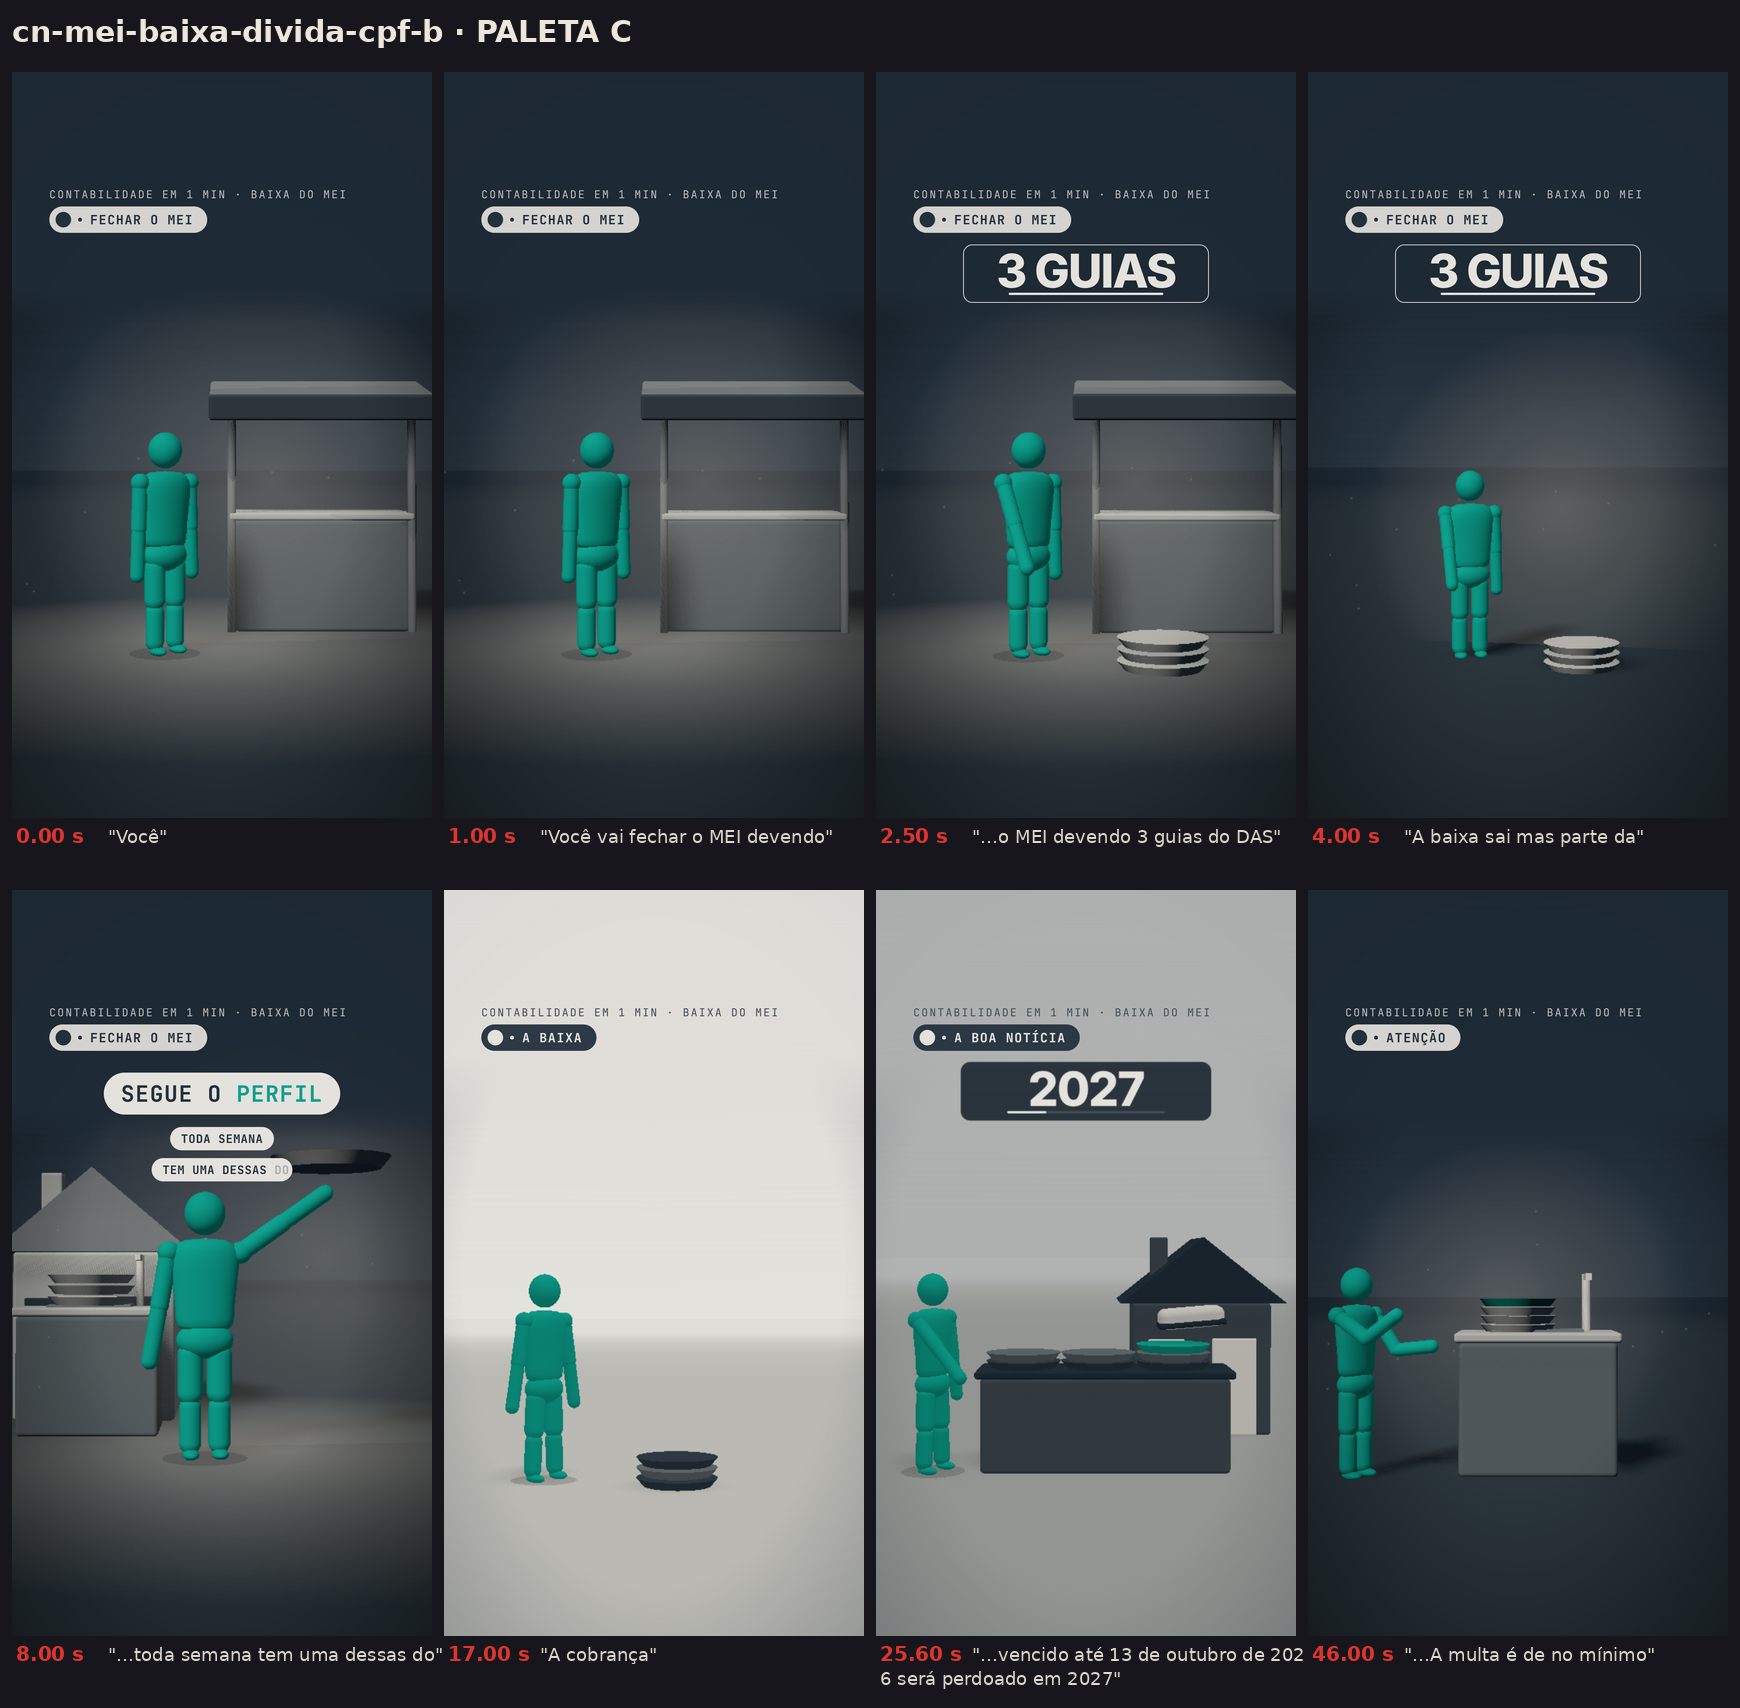 cn-mei-baixa-divida-cpf-b · PALETA C
CONTABILIDADE EM 1 MIN · BAIXA DO MEI
• FECHAR O MEI
0.00 s "Você"
CONTABILIDADE EM 1 MIN · BAIXA DO MEI
• FECHAR O MEI
1.00 s "Você vai fechar o MEI devendo"
CONTABILIDADE EM 1 MIN · BAIXA DO MEI
• FECHAR O MEI
3 GUIAS
2.50 s "...o MEI devendo 3 guias do DAS"
CONTABILIDADE EM 1 MIN · BAIXA DO MEI
• FECHAR O MEI
3 GUIAS
4.00 s "A baixa sai mas parte da"
CONTABILIDADE EM 1 MIN · BAIXA DO MEI
• FECHAR O MEI
SEGUE O PERFIL
TODA SEMANA
TEM UMA DESSAS DO
8.00 s "...toda semana tem uma dessas do"
CONTABILIDADE EM 1 MIN · BAIXA DO MEI
• A BAIXA
17.00 s "A cobrança"
CONTABILIDADE EM 1 MIN · BAIXA DO MEI
• A BOA NOTÍCIA
2027
25.60 s "...vencido até 13 de outubro de 202
6 será perdoado em 2027"
CONTABILIDADE EM 1 MIN · BAIXA DO MEI
• ATENÇÃO
46.00 s "...A multa é de no mínimo"